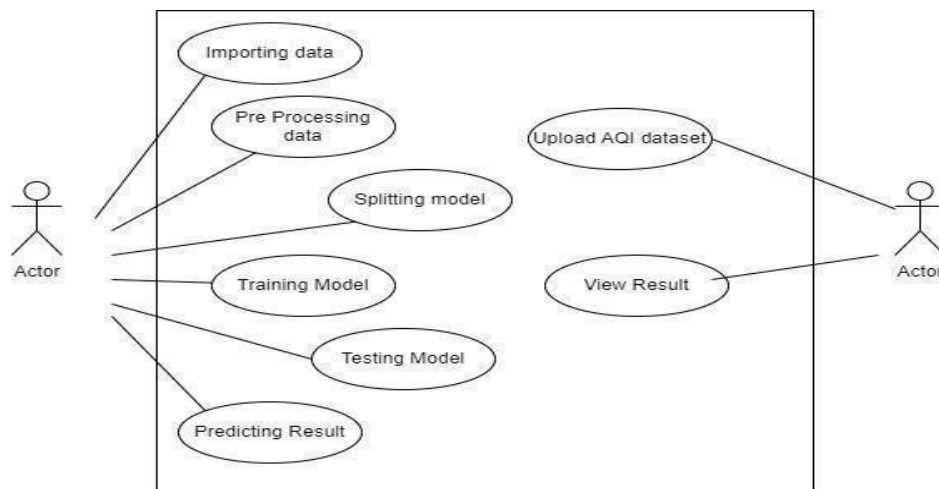 Importing data
Pre Processing
data
Upload AQI dataset
Splitting model
Actor
Actor
Training Model
View Result
Testing Model
Predicting Result